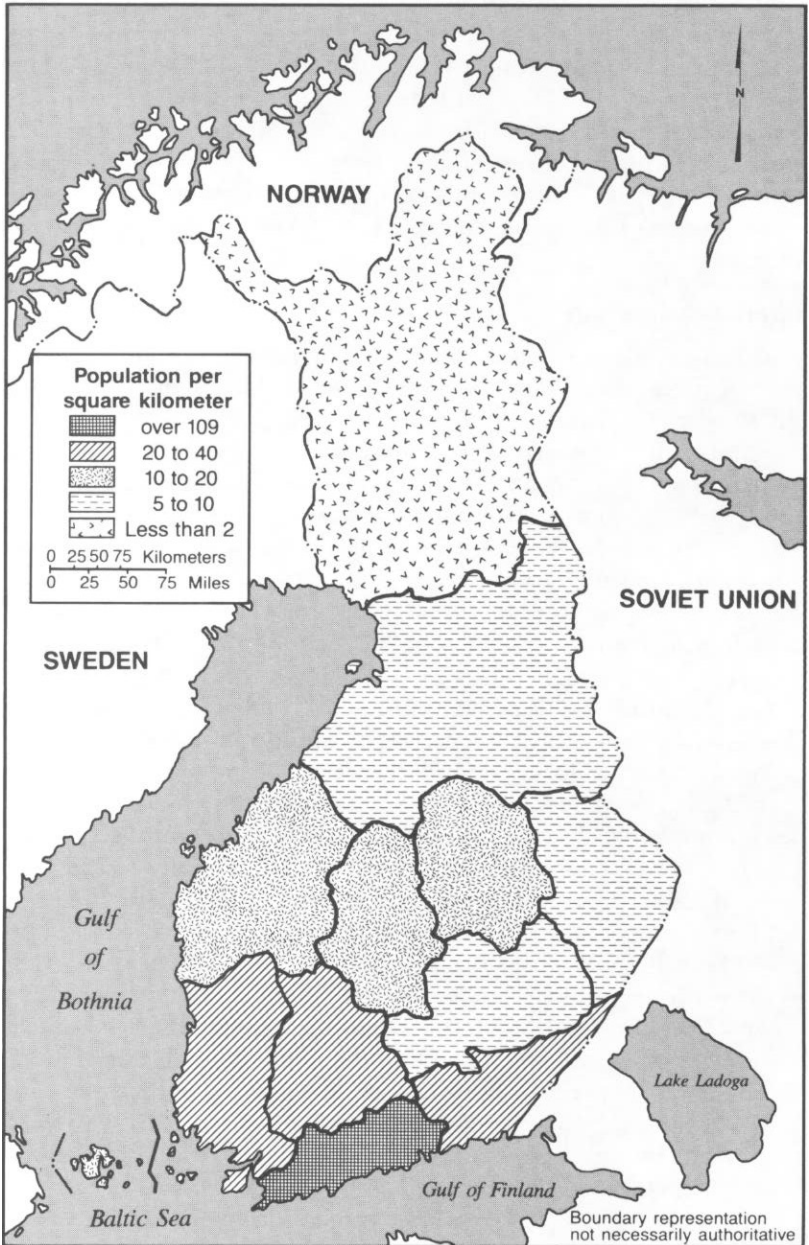 N
NORWAY
Population per
square kilometer
over 109
20 to 40
10 to 20
5 to 10
Less than 2
0 25 50 75 Kilometers
0 25 50 75 Miles
SOVIET UNION
SWEDEN
Gulf
of
Bothnia
Lake Ladoga
Gulf of Finland
Baltic Sea
Boundary representation
not necessarily authoritative